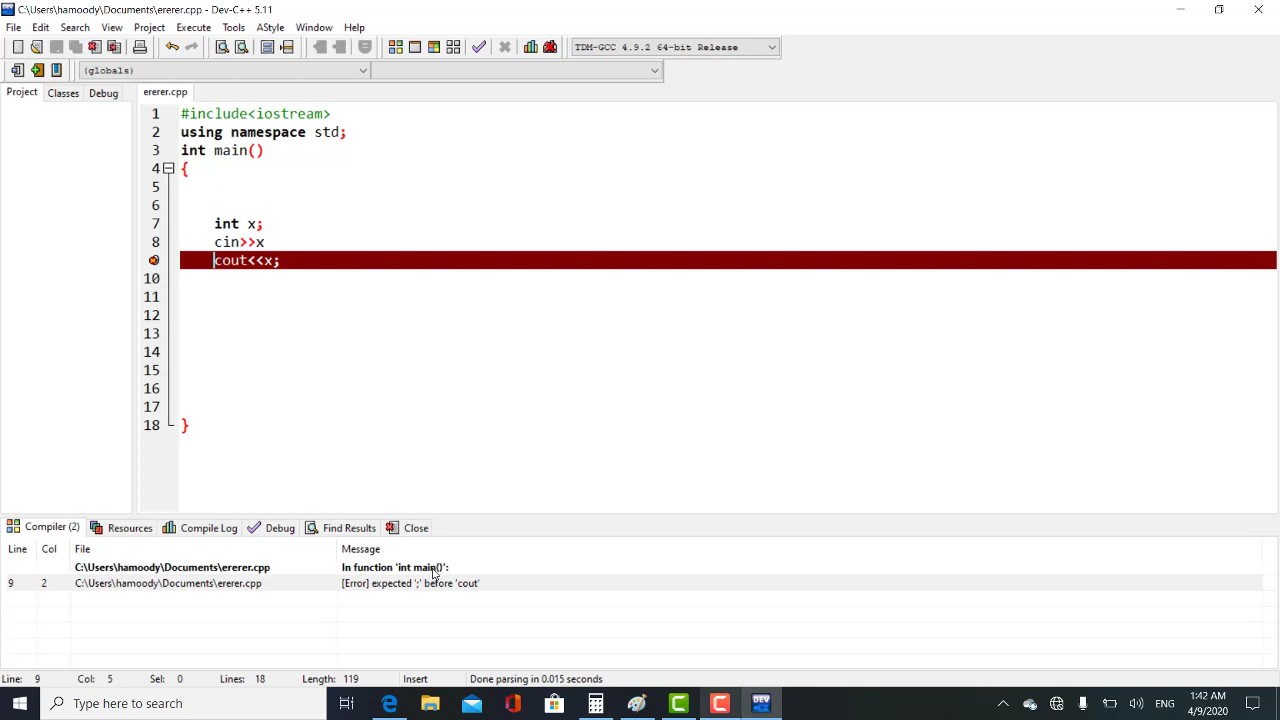 C:\Users\hamoody\Documents\ererer.cpp - Dev-C++ 5.11
File Edit Search View Project Execute Tools AStyle Window Help
TDM-GCC 4.9.2 64-bit Release
(globals)
Project Classes Debug ererer.cpp
1 #include<iostream>
2 using namespace std;
3 int main()
4 {
5
6
7 int x;
8 cin>>x
cout<<x;
10
11
12
13
14
15
16
17
18 }
Compiler (2) Resources Compile Log Debug Find Results Close
Line Col File Message
C:\Users\hamoody\Documents\ererer.cpp In function 'int main()':
9 2 C:\Users\hamoody\Documents\ererer.cpp [Error] expected ';' before 'cout'
Line: 9 Col: 5 Sel: 0 Lines: 18 Length: 119 Insert Done parsing in 0.015 seconds
Type here to search ENG 1:42 AM
4/9/2020